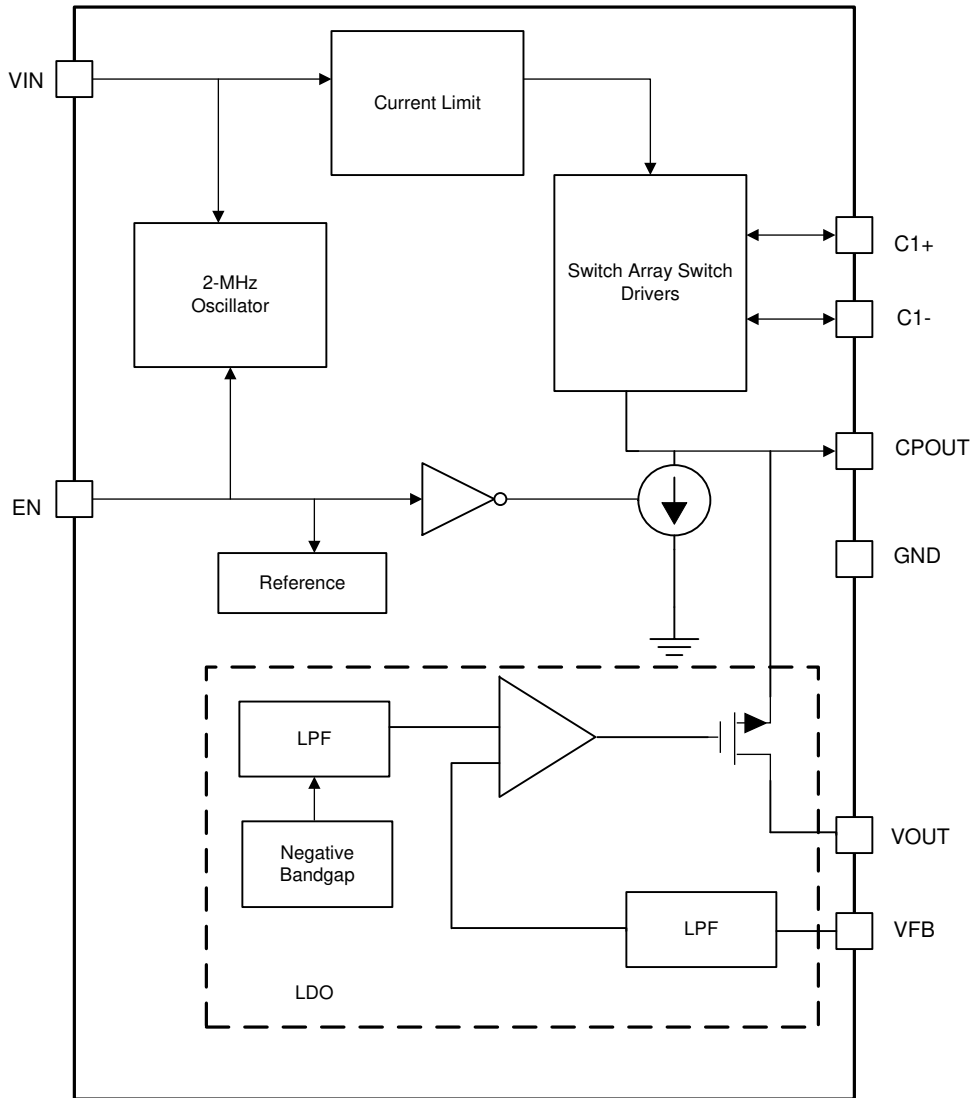 VIN
Current Limit
C1+
2-MHz
Oscillator
Switch Array Switch
Drivers
C1-
CPOUT
EN
GND
Reference
LPF
Negative
Bandgap
VOUT
LPF
VFB
LDO